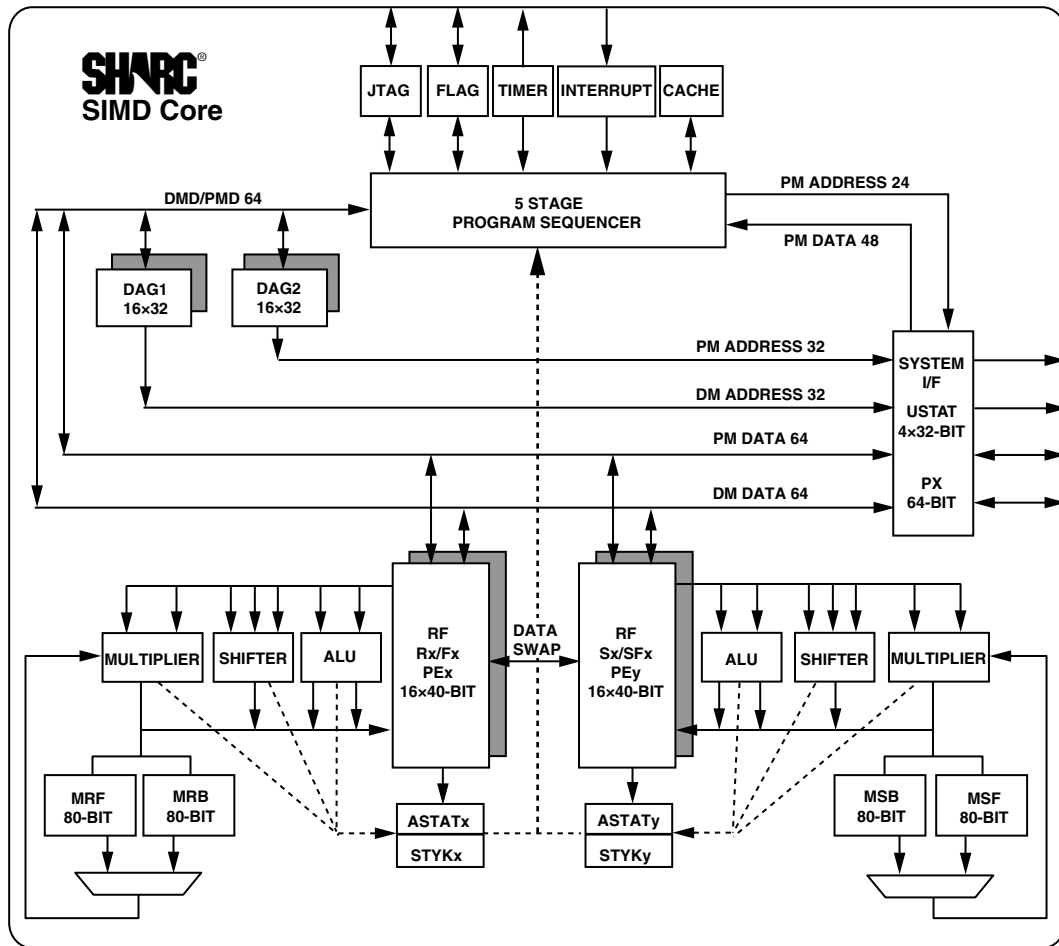 SHARC®
SIMD Core
JTAG
FLAG
TIMER
INTERRUPT
CACHE
DMD/PMD 64
5 STAGE
PROGRAM SEQUENCER
PM ADDRESS 24
PM DATA 48
DAG1
16×32
DAG2
16×32
PM ADDRESS 32
DM ADDRESS 32
PM DATA 64
DM DATA 64
SYSTEM
I/F
USTAT
4×32-BIT
PX
64-BIT
MULTIPLIER
SHIFTER
ALU
RF
Rx/Fx
PEx
16×40-BIT
DATA
SWAP
RF
Sx/SFx
PEy
16×40-BIT
ALU
SHIFTER
MULTIPLIER
MRF
80-BIT
MRB
80-BIT
ASTATx
STYKx
ASTATy
STYKy
MSB
80-BIT
MSF
80-BIT